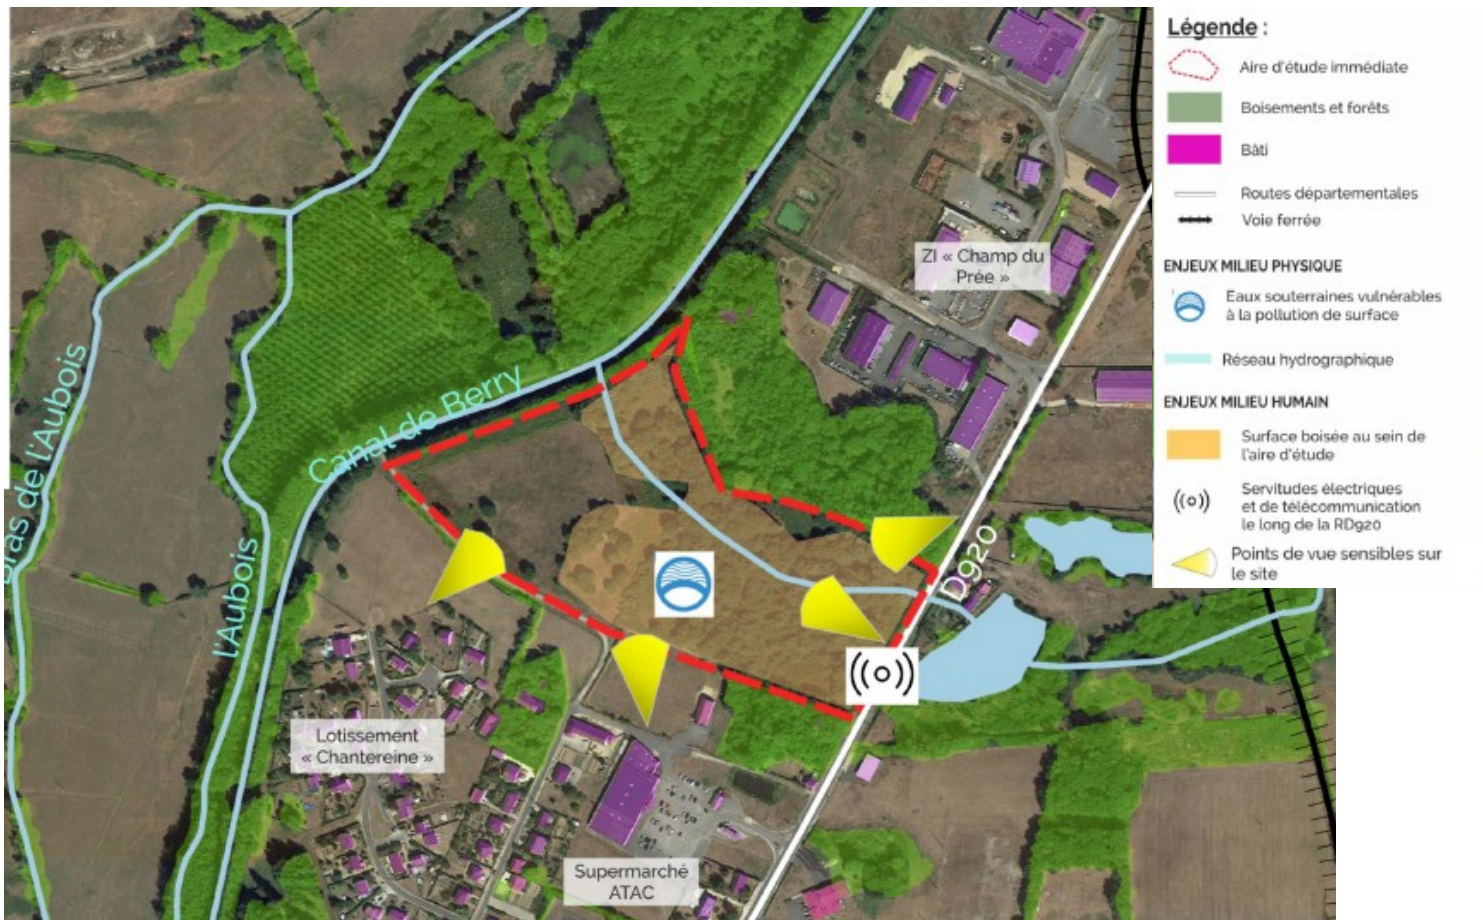 Légende :
Aire d'étude immédiate
Boisements et forêts
Bâti
Routes départementales
Voie ferrée
ENJEUX MILIEU PHYSIQUE
Eaux souterraines vulnérables
à la pollution de surface
Réseau hydrographique
ENJEUX MILIEU HUMAIN
Surface boisée au sein de
l'aire d'étude
Servitudes électriques
et de télécommunication
le long de la RD920
Points de vue sensibles sur
le site
ZI « Champ du
Prée »
Canal de Berry
Bras de l'Aubois
l'Aubois
D920
Lotissement
« Chantereine »
Supermarché
ATAC